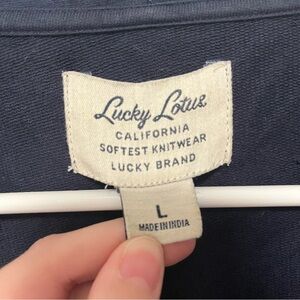 Lucky Lotus
CALIFORNIA
SOFTEST KNITWEAR
LUCKY BRAND
L
MADE IN INDIA